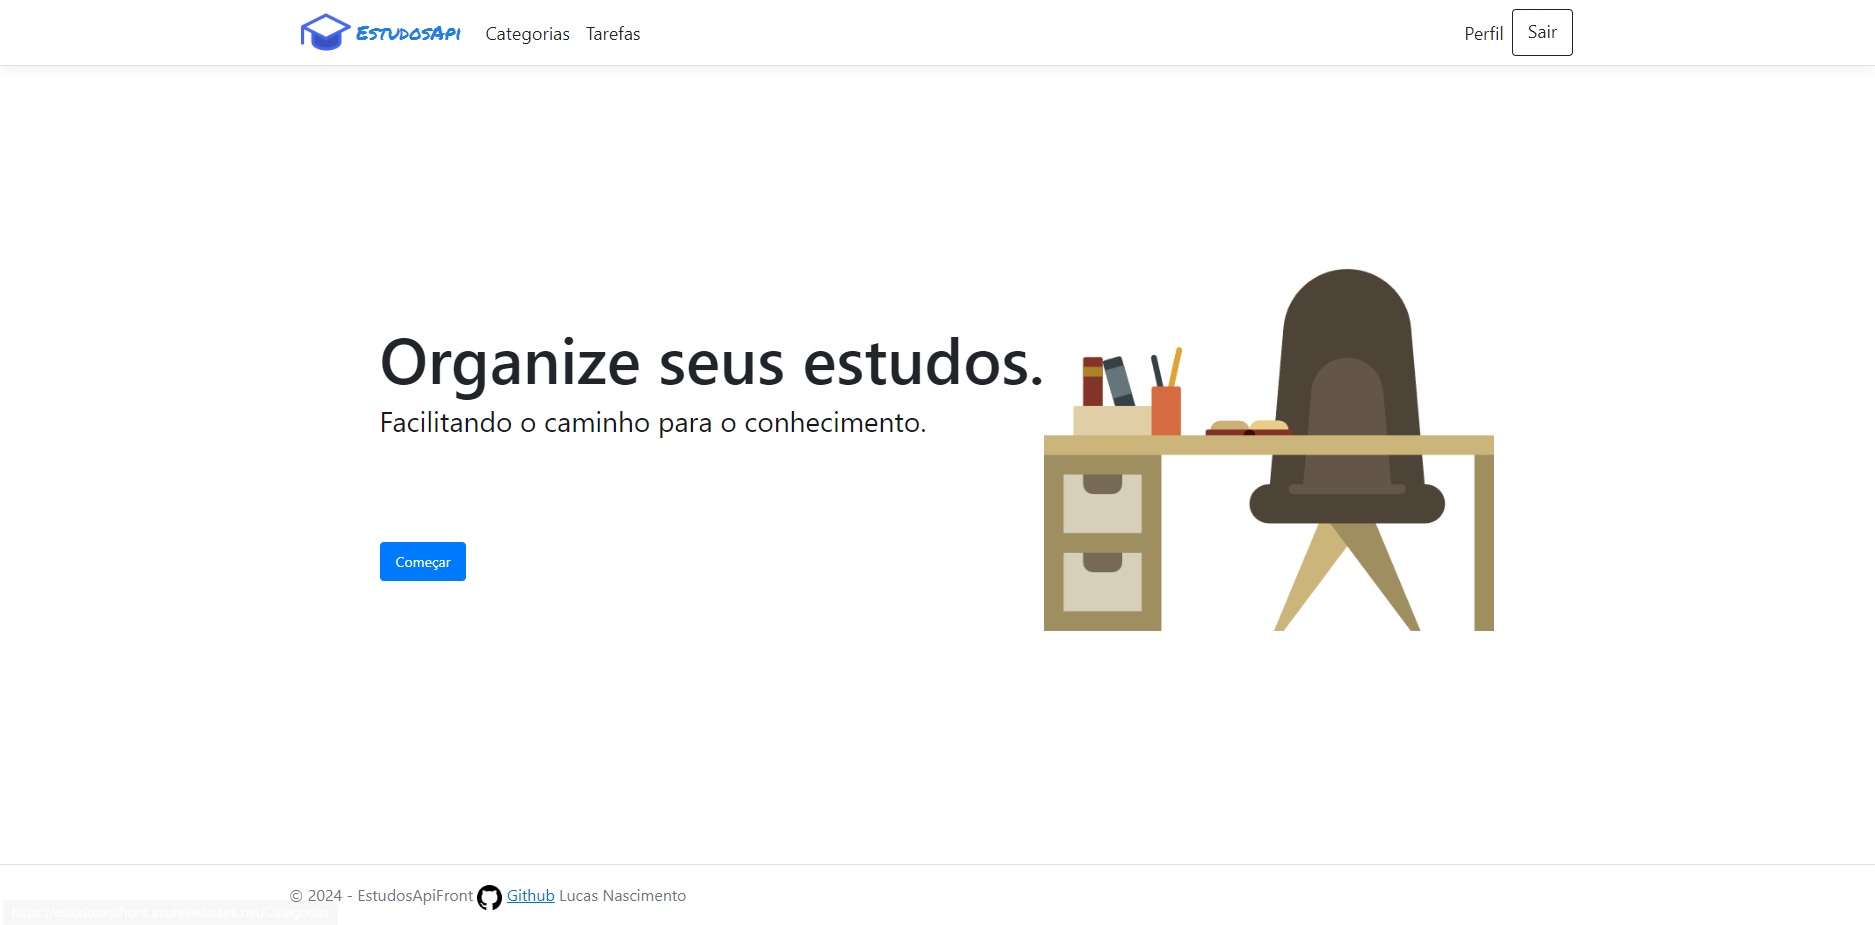 EstudosApi Categorias Tarefas Perfil Sair
Organize seus estudos.
Facilitando o caminho para o conhecimento.
Começar
© 2024 - EstudosApiFront Github Lucas Nascimento
https://estudosapifront.azurewebsites.net/Categorias